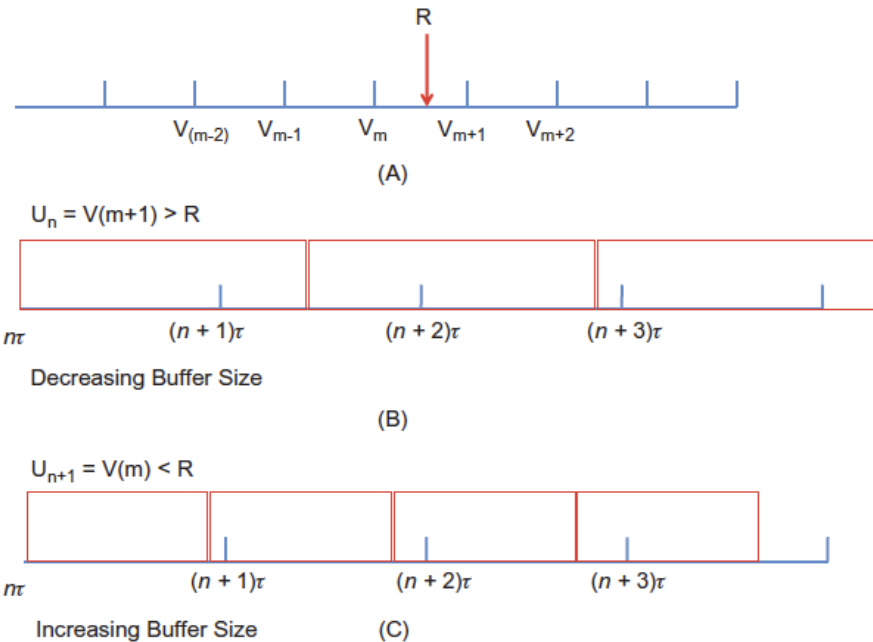 R
V(m-2) Vm-1 Vm Vm+1 Vm+2
(A)
Un = V(m+1) > R
nτ (n + 1)τ (n + 2)τ (n + 3)τ
Decreasing Buffer Size
(B)
Un+1 = V(m) < R
nτ (n + 1)τ (n + 2)τ (n + 3)τ
Increasing Buffer Size (C)